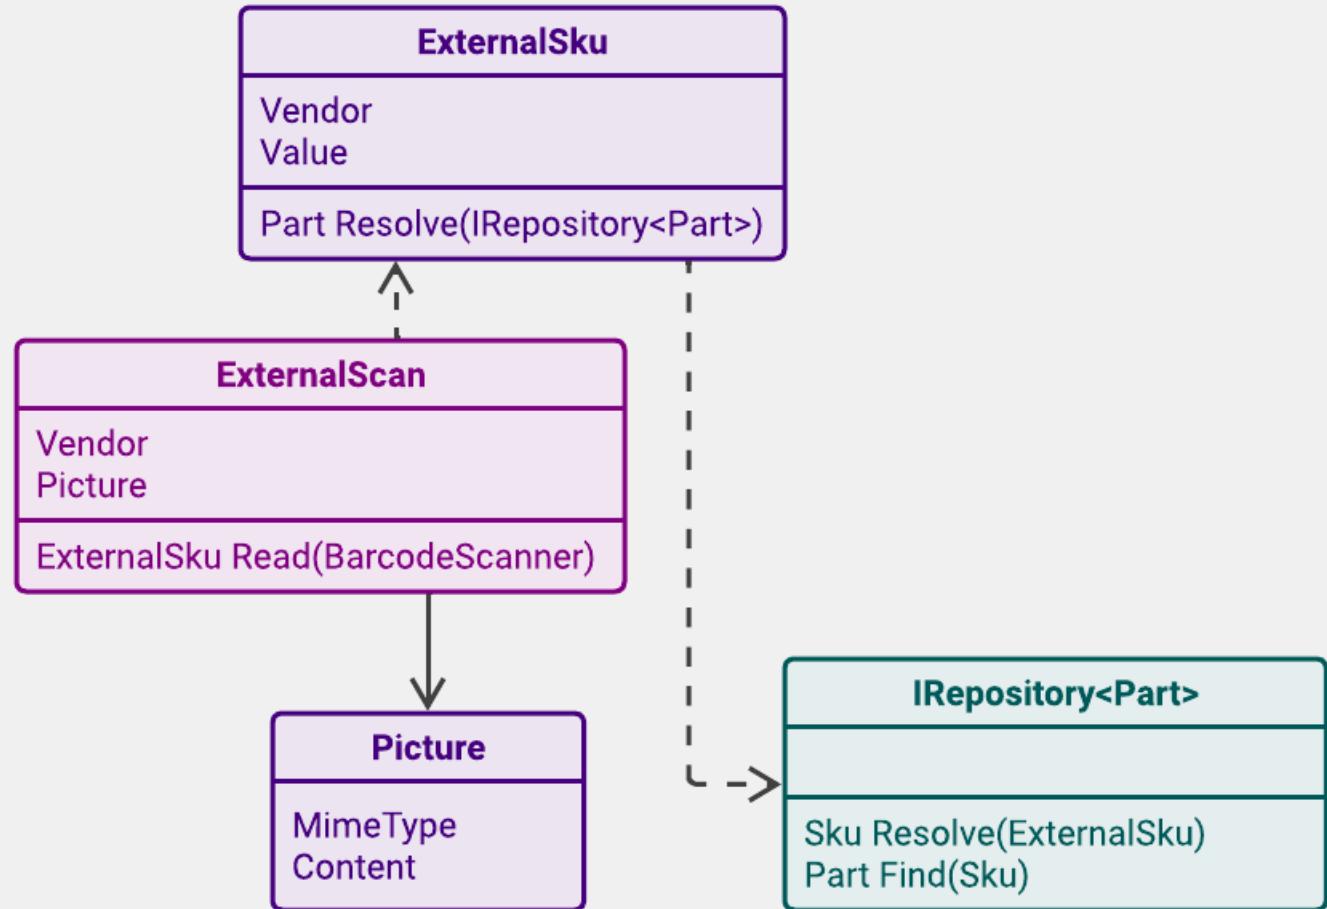 ExternalSku
Vendor
Value
Part Resolve(IRepository<Part>)
ExternalScan
Vendor
Picture
ExternalSku Read(BarcodeScanner)
Picture
MimeType
Content
IRepository<Part>
Sku Resolve(ExternalSku)
Part Find(Sku)